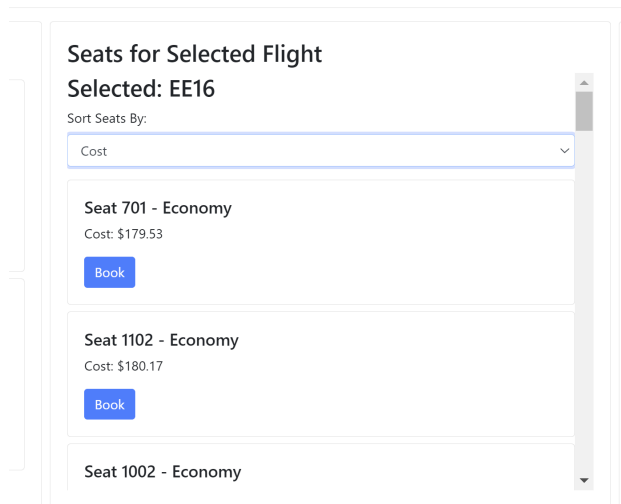 Seats for Selected Flight
Selected: EE16
Sort Seats By:
Cost
Seat 701 - Economy
Cost: $179.53
Book
Seat 1102 - Economy
Cost: $180.17
Book
Seat 1002 - Economy